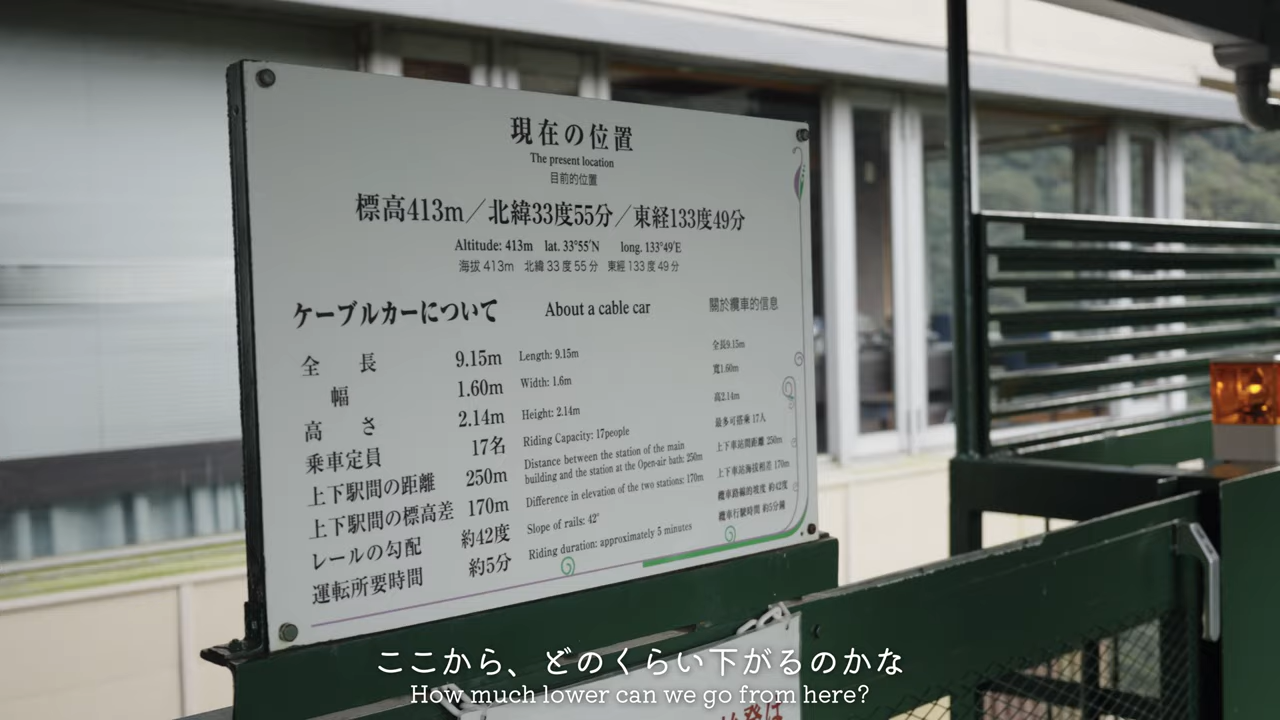 現在の位置
The present location
目前的位置
標高413m／北緯33度55分／東経133度49分
Altitude: 413m lat. 33°55′N long. 133°49′E
海拔 413m 北緯 33 度 55 分 東經 133 度 49 分
ケーブルカーについて About a cable car 關於纜車的信息
全長 9.15m Length: 9.15m 全長9.15m
幅 1.60m Width: 1.6m 寬1.60m
高さ 2.14m Height: 2.14m 高2.14m
乗車定員 17名 Riding Capacity: 17people 最多可搭乘 17人
上下駅間の距離 250m Distance between the station of the main building and the station at the Open-air bath: 250m 上下車站間距離 250m
上下駅間の標高差 170m Difference in elevation of the two stations: 170m 上下車站海拔相差 170m
レールの勾配 約42度 Slope of rails: 42° 纜車路線的坡度 約42度
運転所要時間 約5分 Riding duration: approximately 5 minutes 纜車行駛時間 約5分鐘
ここから、どのくらい下がるのかな
How much lower can we go from here?